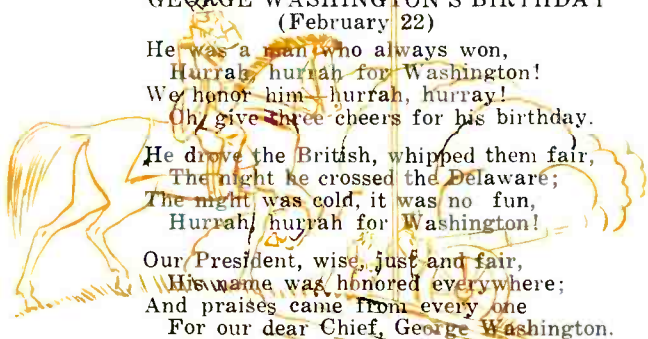 GEORGE WASHINGTON'S BIRTHDAY
(February 22)
He was a man who always won,
Hurrah, hurrah for Washington!
We honor him—hurrah, hurray!
Oh, give three cheers for his birthday.
He drove the British, whipped them fair,
The night he crossed the Delaware;
The night was cold, it was no fun,
Hurrah, hurrah for Washington!
Our President, wise, just and fair,
His name was honored everywhere;
And praises came from every one
For our dear Chief, George Washington.